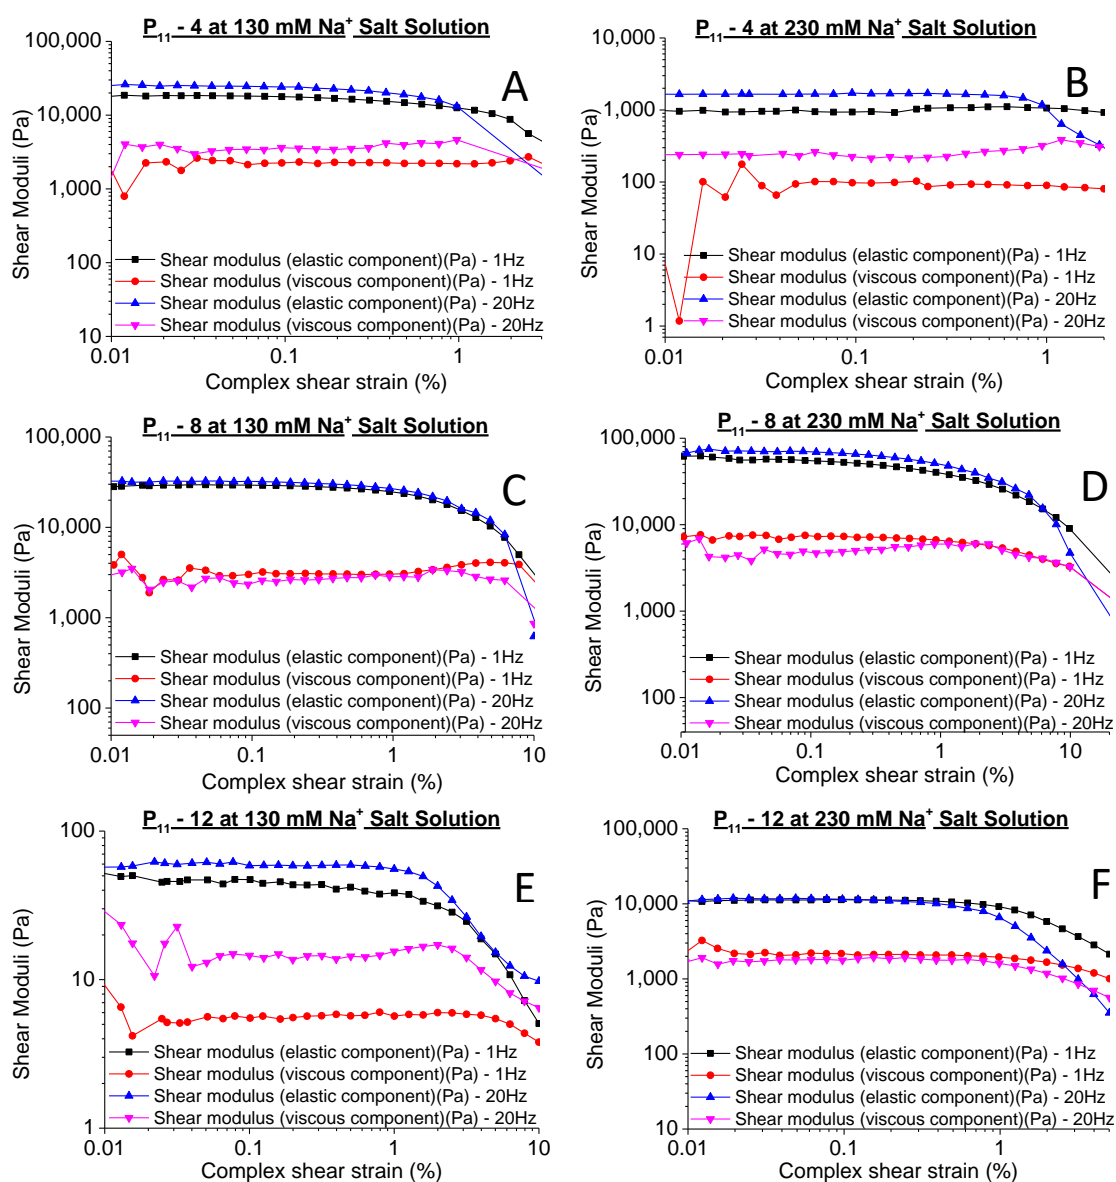 P₁₁ - 4 at 130 mM Na⁺ Salt Solution
A
100,000
10,000
1,000
100
10
Shear Moduli (Pa)
Shear modulus (elastic component)(Pa) - 1Hz
Shear modulus (viscous component)(Pa) - 1Hz
Shear modulus (elastic component)(Pa) - 20Hz
Shear modulus (viscous component)(Pa) - 20Hz
0.01 0.1 1
Complex shear strain (%)
P₁₁ - 4 at 230 mM Na⁺ Salt Solution
B
10,000
1,000
100
10
1
Shear Moduli (Pa)
Shear modulus (elastic component)(Pa) - 1Hz
Shear modulus (viscous component)(Pa) - 1Hz
Shear modulus (elastic component)(Pa) - 20Hz
Shear modulus (viscous component)(Pa) - 20Hz
0.01 0.1 1
Complex shear strain (%)
P₁₁ - 8 at 130 mM Na⁺ Salt Solution
C
100,000
10,000
1,000
100
Shear Moduli (Pa)
Shear modulus (elastic component)(Pa) - 1Hz
Shear modulus (viscous component)(Pa) - 1Hz
Shear modulus (elastic component)(Pa) - 20Hz
Shear modulus (viscous component)(Pa) - 20Hz
0.01 0.1 1 10
Complex shear strain (%)
P₁₁ - 8 at 230 mM Na⁺ Salt Solution
D
100,000
10,000
1,000
100
Shear Moduli (Pa)
Shear modulus (elastic component)(Pa) - 1Hz
Shear modulus (viscous component)(Pa) - 1Hz
Shear modulus (elastic component)(Pa) - 20Hz
Shear modulus (viscous component)(Pa) - 20Hz
0.01 0.1 1 10
Complex shear strain (%)
P₁₁ - 12 at 130 mM Na⁺ Salt Solution
E
100
10
1
Shear Moduli (Pa)
Shear modulus (elastic component)(Pa) - 1Hz
Shear modulus (viscous component)(Pa) - 1Hz
Shear modulus (elastic component)(Pa) - 20Hz
Shear modulus (viscous component)(Pa) - 20Hz
0.01 0.1 1 10
Complex shear strain (%)
P₁₁ - 12 at 230 mM Na⁺ Salt Solution
F
100,000
10,000
1,000
100
10
Shear Moduli (Pa)
Shear modulus (elastic component)(Pa) - 1Hz
Shear modulus (viscous component)(Pa) - 1Hz
Shear modulus (elastic component)(Pa) - 20Hz
Shear modulus (viscous component)(Pa) - 20Hz
0.01 0.1 1
Complex shear strain (%)